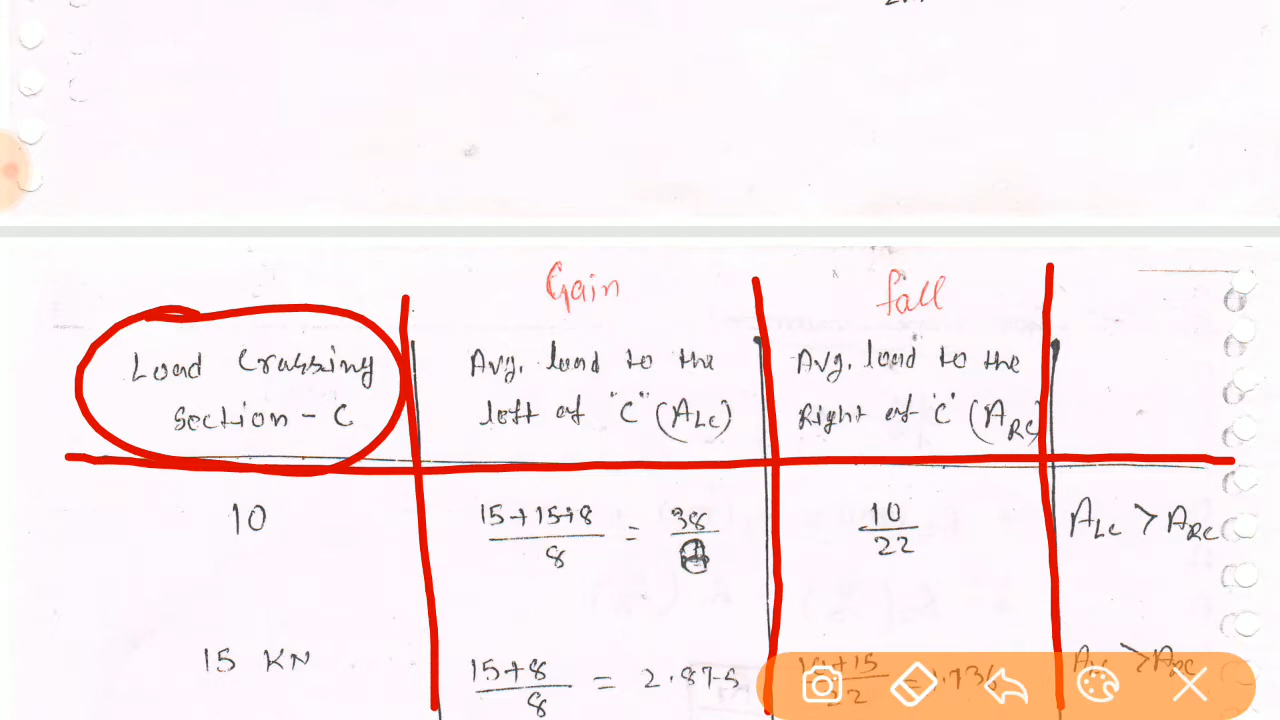 Gain
fall
Load Crassing
Section - C
Avg. load to the
left of "C" (ALC)
Avg. load to the
Right of 'C' (ARC)
10
15+15+8
8
= 38
10
22
ALC > ARC
15 KN
15+8
8
= 2.875